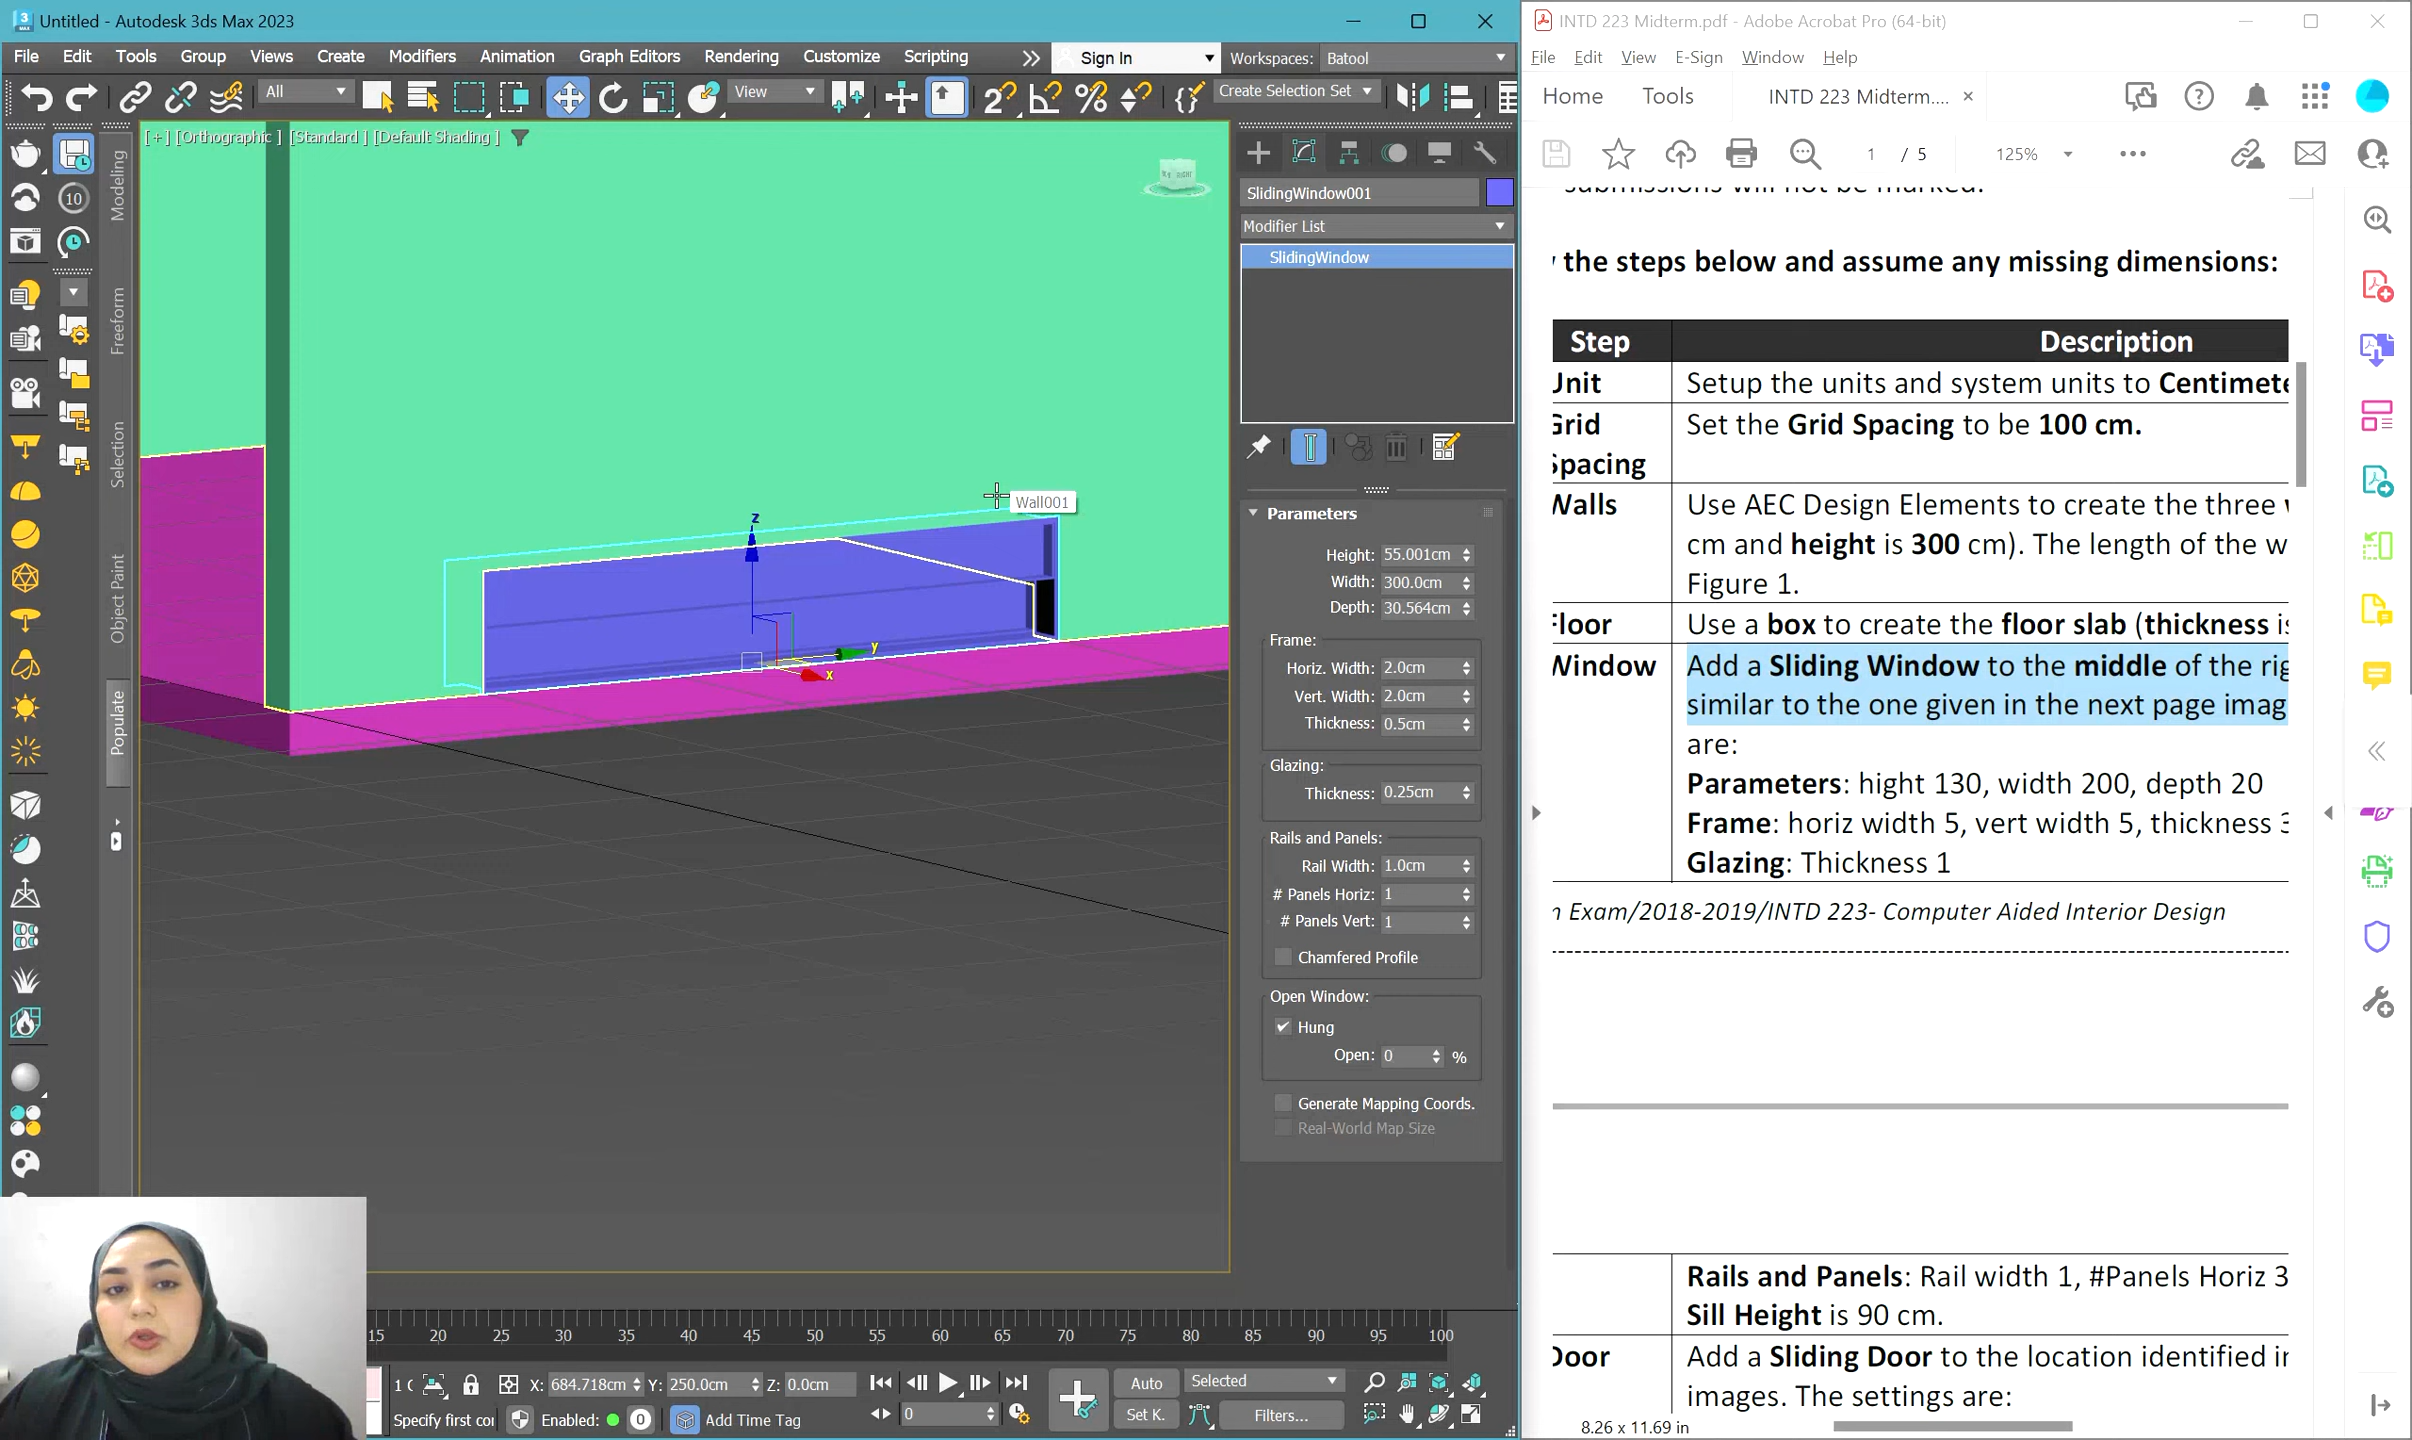 Untitled - Autodesk 3ds Max 2023
File Edit Tools Group Views Create Modifiers Animation Graph Editors Rendering Customize Scripting Sign In Workspaces: Batool
All View Create Selection Set
[+] [Orthographic ] [Standard ] [Default Shading ]
RIGHT
10
Modeling
Freeform
Selection
Object Paint
Populate
z
Wall001
y
x
SlidingWindow001
Modifier List
SlidingWindow
Parameters
Height: 55.001cm
Width: 300.0cm
Depth: 30.564cm
Frame:
Horiz. Width: 2.0cm
Vert. Width: 2.0cm
Thickness: 0.5cm
Glazing:
Thickness: 0.25cm
Rails and Panels:
Rail Width: 1.0cm
# Panels Horiz: 1
# Panels Vert: 1
Chamfered Profile
Open Window:
Hung
Open: 0 %
Generate Mapping Coords.
Real-World Map Size
15 20 25 30 35 40 45 50 55 60 65 70 75 80 85 90 95 100
X: 684.718cm Y: 250.0cm Z: 0.0cm Auto Selected
Specify first co Enabled: 0 Add Time Tag 0 Set K. Filters...
INTD 223 Midterm.pdf - Adobe Acrobat Pro (64-bit)
File Edit View E-Sign Window Help
Home Tools INTD 223 Midterm.... ×
1 / 5 125%
submissions will not be marked.
the steps below and assume any missing dimensions:
Step Description
Unit Setup the units and system units to Centimete
Grid Set the Grid Spacing to be 100 cm.
Spacing
Walls Use AEC Design Elements to create the three
cm and height is 300 cm). The length of the w
Figure 1.
Floor Use a box to create the floor slab (thickness is
Window Add a Sliding Window to the middle of the rig
similar to the one given in the next page imag
are:
Parameters: hight 130, width 200, depth 20
Frame: horiz width 5, vert width 5, thickness 3
Glazing: Thickness 1
n Exam/2018-2019/INTD 223- Computer Aided Interior Design
Rails and Panels: Rail width 1, #Panels Horiz 3
Sill Height is 90 cm.
Door Add a Sliding Door to the location identified in
images. The settings are:
8.26 x 11.69 in